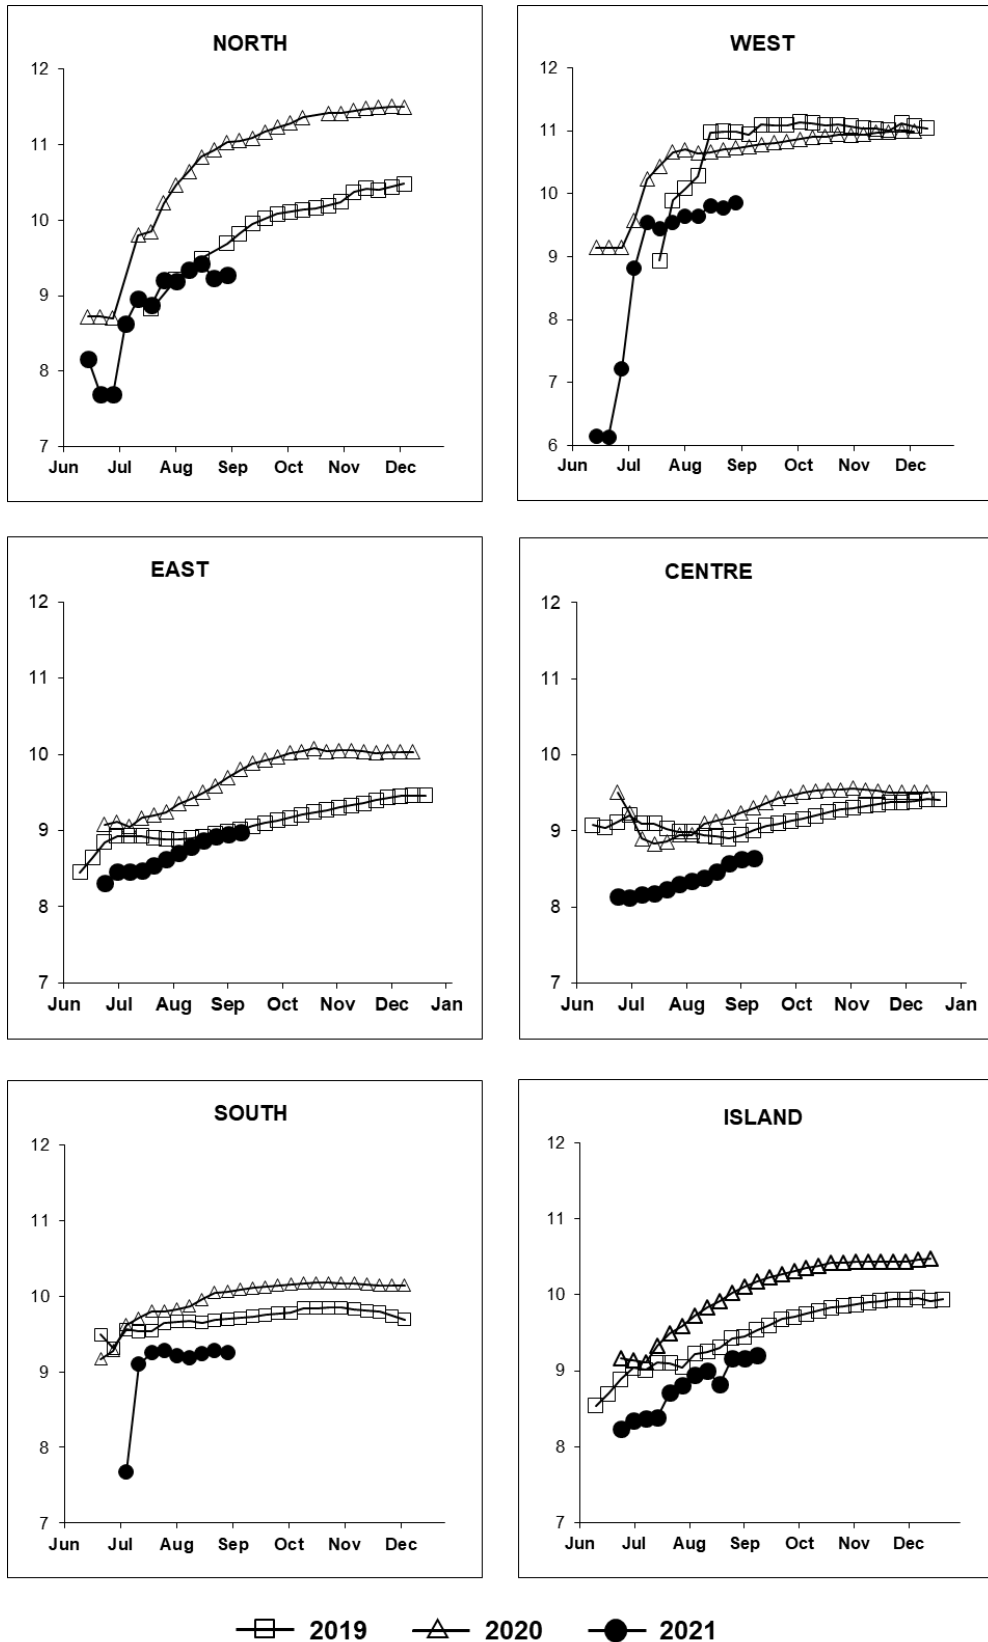 NORTH
12
11
10
9
8
7
Jun Jul Aug Sep Oct Nov Dec
WEST
12
11
10
9
8
7
6
Jun Jul Aug Sep Oct Nov Dec
EAST
12
11
10
9
8
7
Jun Jul Aug Sep Oct Nov Dec Jan
CENTRE
12
11
10
9
8
7
Jun Jul Aug Sep Oct Nov Dec Jan
SOUTH
12
11
10
9
8
7
Jun Jul Aug Sep Oct Nov Dec
ISLAND
12
11
10
9
8
7
Jun Jul Aug Sep Oct Nov Dec
2019 2020 2021